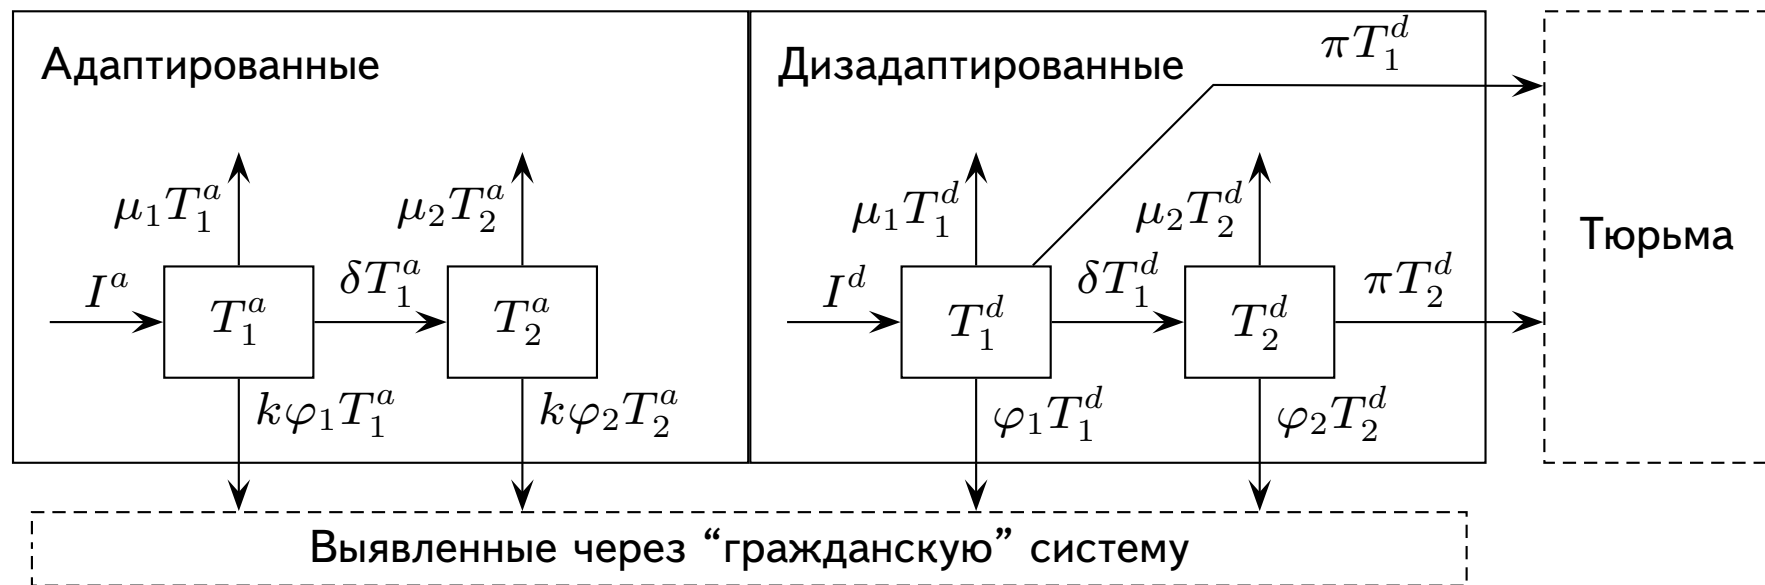 Адаптированные
Дизадаптированные
πT₁ᵈ
μ₁T₁ᵃ
μ₂T₂ᵃ
μ₁T₁ᵈ
μ₂T₂ᵈ
Тюрьма
Iᵃ
T₁ᵃ
δT₁ᵃ
T₂ᵃ
Iᵈ
T₁ᵈ
δT₁ᵈ
T₂ᵈ
πT₂ᵈ
kφ₁T₁ᵃ
kφ₂T₂ᵃ
φ₁T₁ᵈ
φ₂T₂ᵈ
Выявленные через “гражданскую” систему